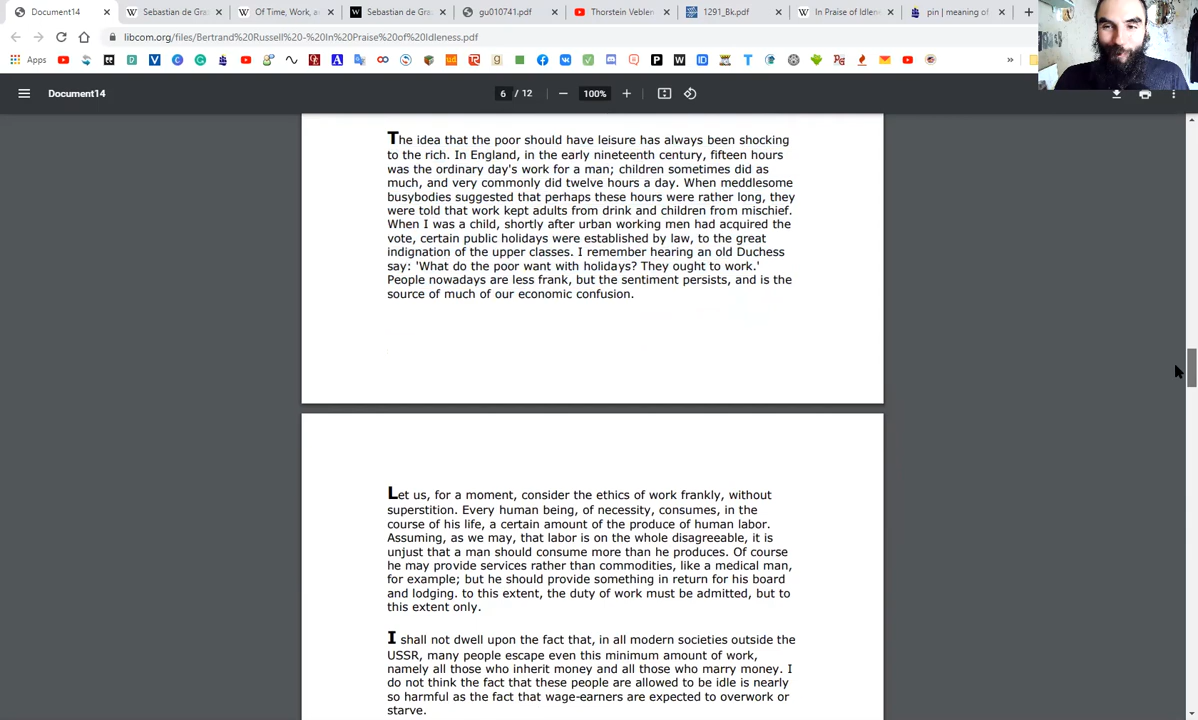 Document14
Sebastian de Gra
Of Time, Work, a
Sebastian de Gra
gu010741.pdf
Thorstein Veblen
1291_Bk.pdf
In Praise of Idlen
pin | meaning of
libcom.org/files/Bertrand%20Russell%20-%20In%20Praise%20of%20Idleness.pdf
Apps
Document14
6 / 12
100%
The idea that the poor should have leisure has always been shocking
to the rich. In England, in the early nineteenth century, fifteen hours
was the ordinary day's work for a man; children sometimes did as
much, and very commonly did twelve hours a day. When meddlesome
busybodies suggested that perhaps these hours were rather long, they
were told that work kept adults from drink and children from mischief.
When I was a child, shortly after urban working men had acquired the
vote, certain public holidays were established by law, to the great
indignation of the upper classes. I remember hearing an old Duchess
say: 'What do the poor want with holidays? They ought to work.'
People nowadays are less frank, but the sentiment persists, and is the
source of much of our economic confusion.
Let us, for a moment, consider the ethics of work frankly, without
superstition. Every human being, of necessity, consumes, in the
course of his life, a certain amount of the produce of human labor.
Assuming, as we may, that labor is on the whole disagreeable, it is
unjust that a man should consume more than he produces. Of course
he may provide services rather than commodities, like a medical man,
for example; but he should provide something in return for his board
and lodging. to this extent, the duty of work must be admitted, but to
this extent only.
I shall not dwell upon the fact that, in all modern societies outside the
USSR, many people escape even this minimum amount of work,
namely all those who inherit money and all those who marry money. I
do not think the fact that these people are allowed to be idle is nearly
so harmful as the fact that wage-earners are expected to overwork or
starve.